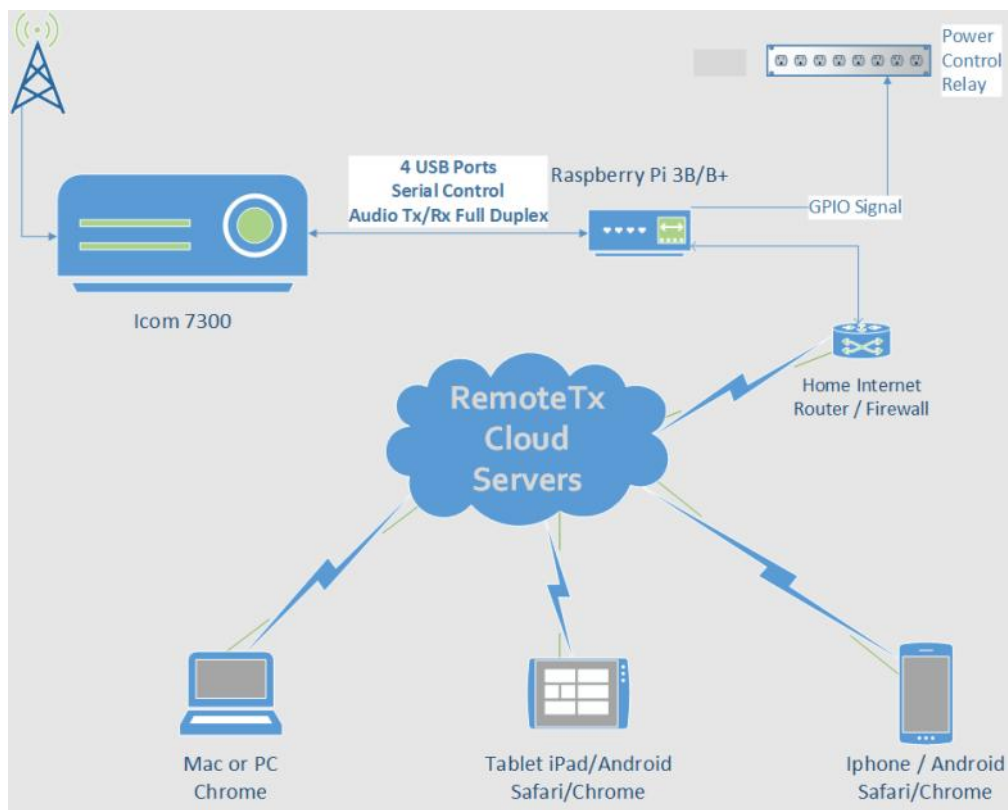 Power
Control
Relay
4 USB Ports
Serial Control
Audio Tx/Rx Full Duplex
Raspberry Pi 3B/B+
GPIO Signal
Icom 7300
Home Internet
Router / Firewall
RemoteTx
Cloud
Servers
Mac or PC
Chrome
Tablet iPad/Android
Safari/Chrome
Iphone / Android
Safari/Chrome